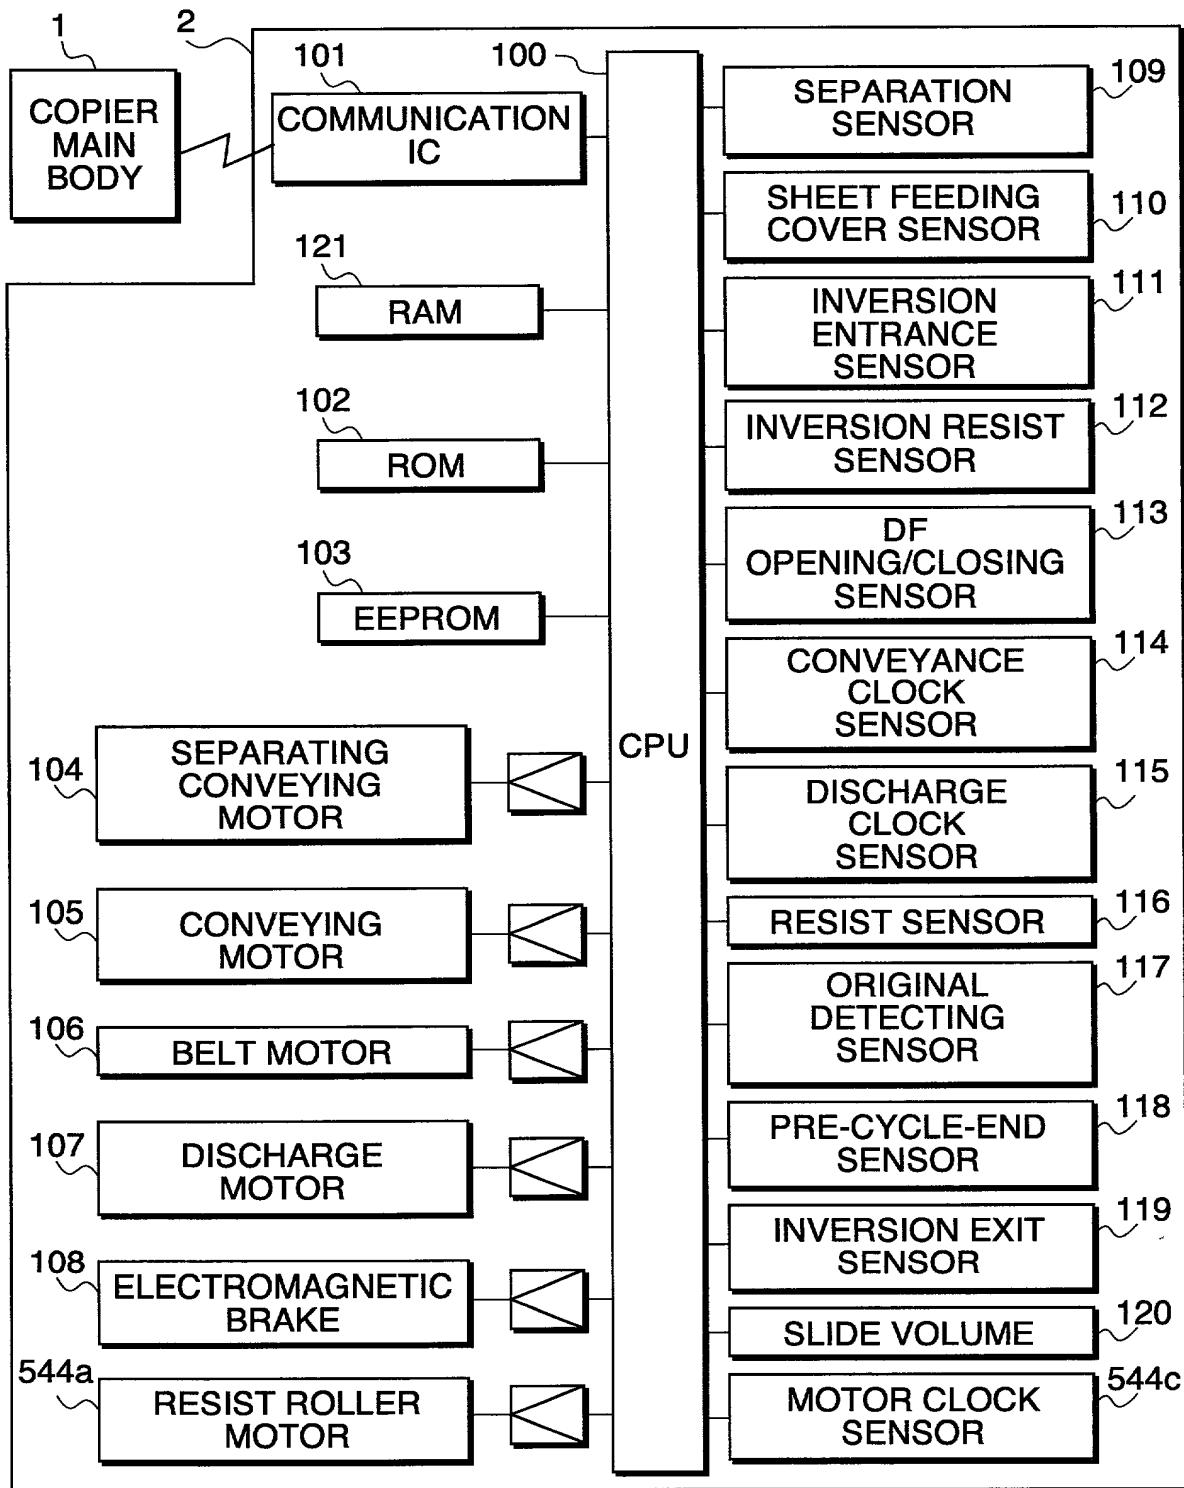 1
2
COPIER
MAIN
BODY
101
COMMUNICATION
IC
100
CPU
121
RAM
102
ROM
103
EEPROM
104
SEPARATING
CONVEYING
MOTOR
105
CONVEYING
MOTOR
106
BELT MOTOR
107
DISCHARGE
MOTOR
108
ELECTROMAGNETIC
BRAKE
544a
RESIST ROLLER
MOTOR
SEPARATION
SENSOR
109
SHEET FEEDING
COVER SENSOR
110
INVERSION
ENTRANCE
SENSOR
111
INVERSION RESIST
SENSOR
112
DF
OPENING/CLOSING
SENSOR
113
CONVEYANCE
CLOCK
SENSOR
114
DISCHARGE
CLOCK
SENSOR
115
RESIST SENSOR
116
ORIGINAL
DETECTING
SENSOR
117
PRE-CYCLE-END
SENSOR
118
INVERSION EXIT
SENSOR
119
SLIDE VOLUME
120
MOTOR CLOCK
SENSOR
544c